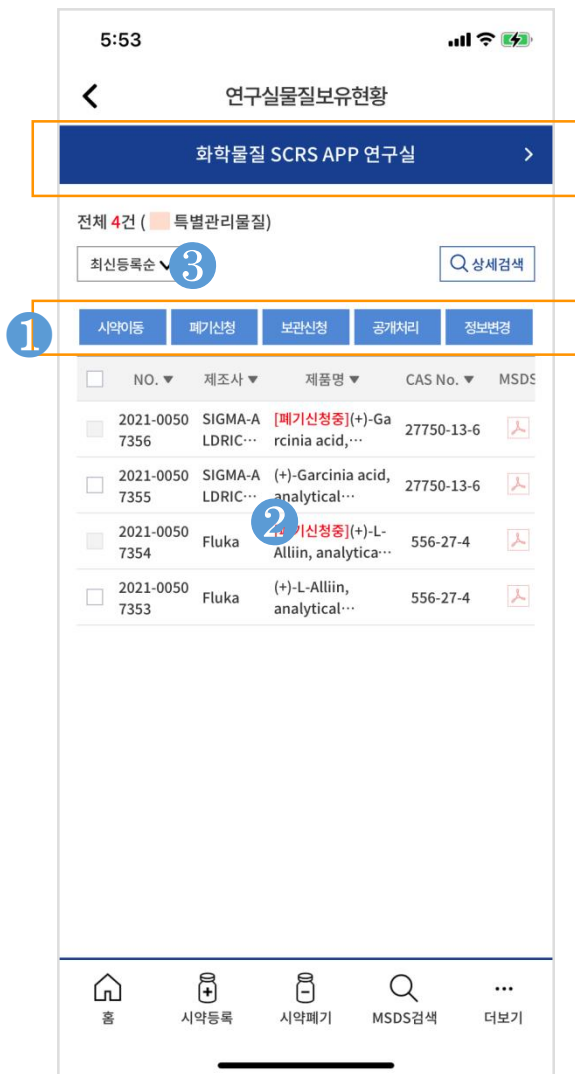 5:53
연구실물질보유현황
화학물질 SCRS APP 연구실
전체 4건 ( 특별관리물질)
최신등록순
3
상세검색
1
시약이동 폐기신청 보관신청 공개처리 정보변경
NO. ▼ 제조사 ▼ 제품명 ▼ CAS No. ▼ MSDS
2021-0050 SIGMA-A [폐기신청중](+)-Ga
7356 LDRIC… rcinia acid,… 27750-13-6
2021-0050 SIGMA-A (+)-Garcinia acid,
7355 LDRIC… analytical… 27750-13-6
2
2021-0050 기신청중](+)-L-
7354 Fluka Alliin, analytica… 556-27-4
2021-0050 (+)-L-Alliin,
7353 Fluka analytical… 556-27-4
홈 시약등록 시약폐기 MSDS검색 더보기